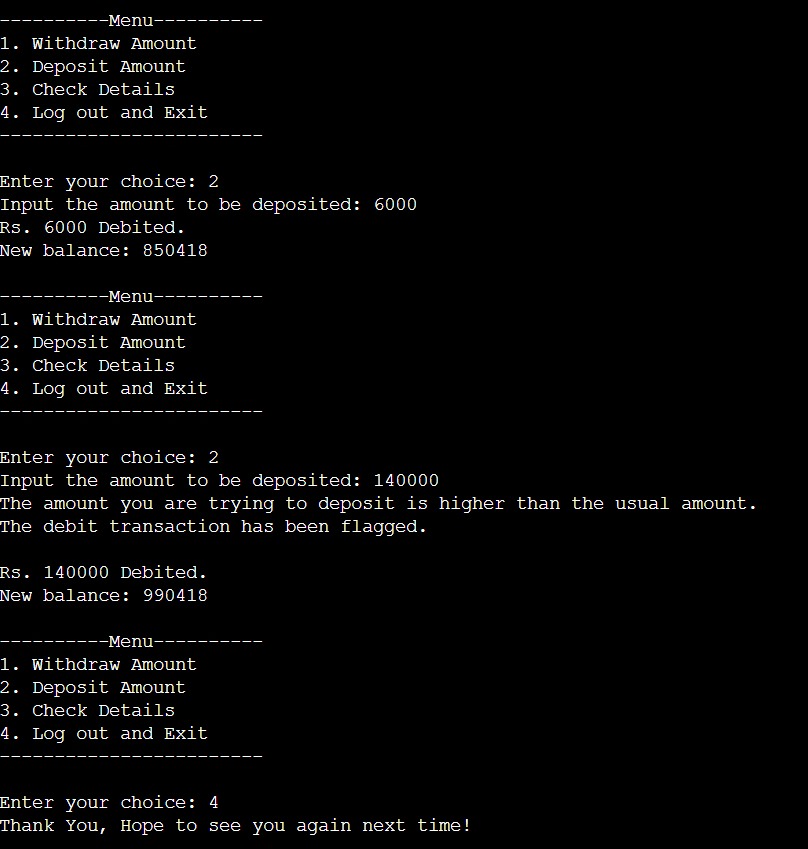 ----------Menu----------
1. Withdraw Amount
2. Deposit Amount
3. Check Details
4. Log out and Exit
------------------------
Enter your choice: 2
Input the amount to be deposited: 6000
Rs. 6000 Debited.
New balance: 850418
----------Menu----------
1. Withdraw Amount
2. Deposit Amount
3. Check Details
4. Log out and Exit
------------------------
Enter your choice: 2
Input the amount to be deposited: 140000
The amount you are trying to deposit is higher than the usual amount.
The debit transaction has been flagged.
Rs. 140000 Debited.
New balance: 990418
----------Menu----------
1. Withdraw Amount
2. Deposit Amount
3. Check Details
4. Log out and Exit
------------------------
Enter your choice: 4
Thank You, Hope to see you again next time!